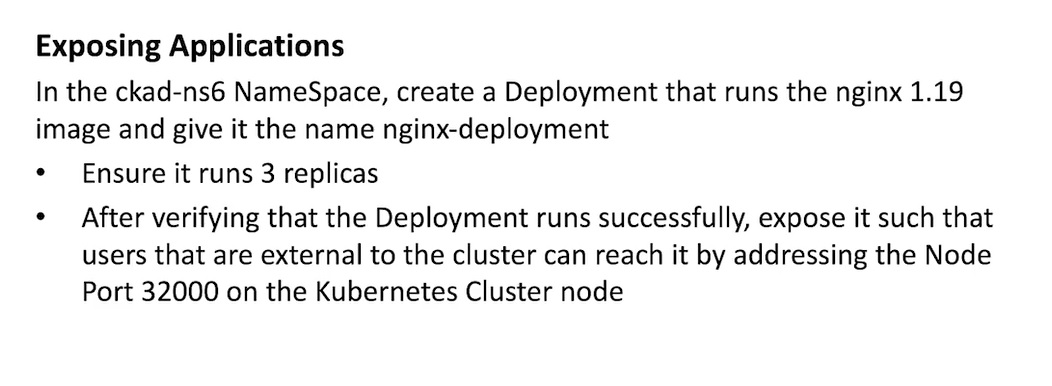 Exposing Applications
In the ckad-ns6 NameSpace, create a Deployment that runs the nginx 1.19
image and give it the name nginx-deployment
• Ensure it runs 3 replicas
• After verifying that the Deployment runs successfully, expose it such that
users that are external to the cluster can reach it by addressing the Node
Port 32000 on the Kubernetes Cluster node